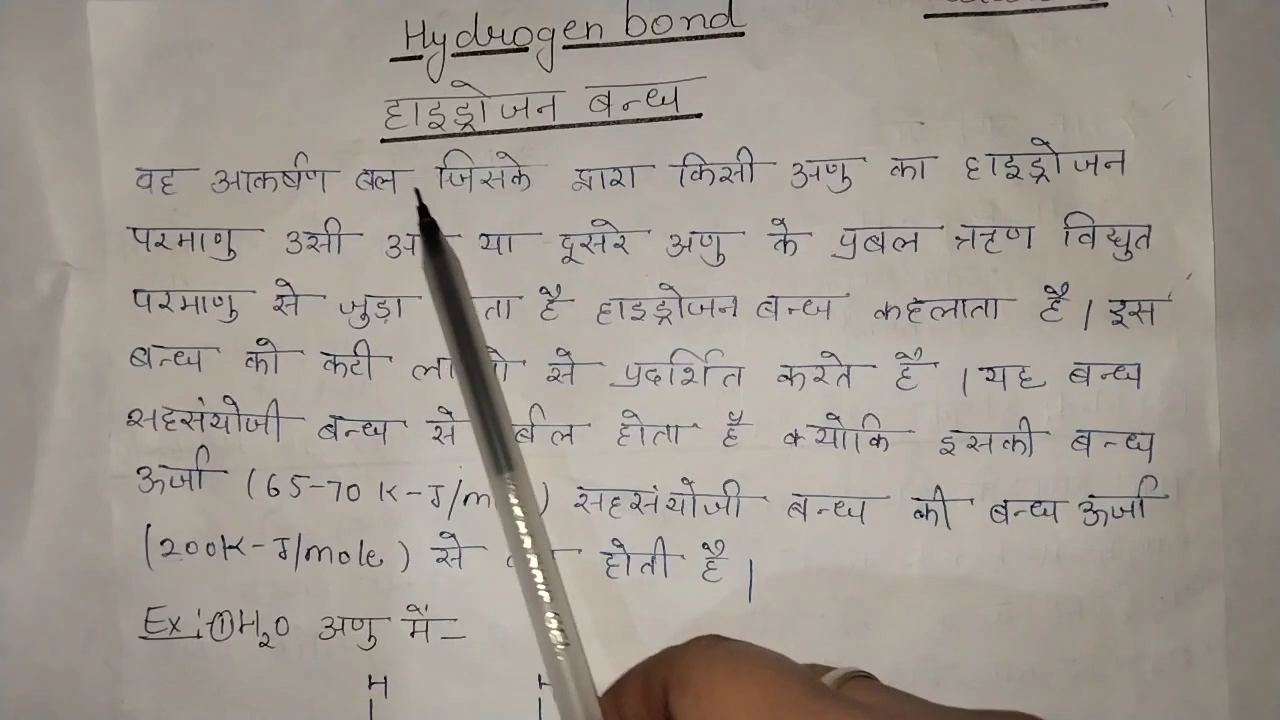 Hydrogen bond
हाइड्रोजन बन्ध
वह आकर्षण बल जिसके द्वारा किसी अणु का हाइड्रोजन
परमाणु उसी या दूसरे अणु के प्रबल ऋण विद्युत
परमाणु से जुड़ा है हाइड्रोजन बन्ध कहलाता है । इस
बन्ध को कटी से प्रदर्शित करते है । यह बन्ध
सहसंयोजी बन्ध से होता है क्योकि इसकी बन्ध
ऊर्जा (65-70 K-J/m ) सहसंयोजी बन्ध की बन्ध ऊर्जा
(200K-J/mole) से होती है ।
Ex:- ① H₂O अणु में-
H H